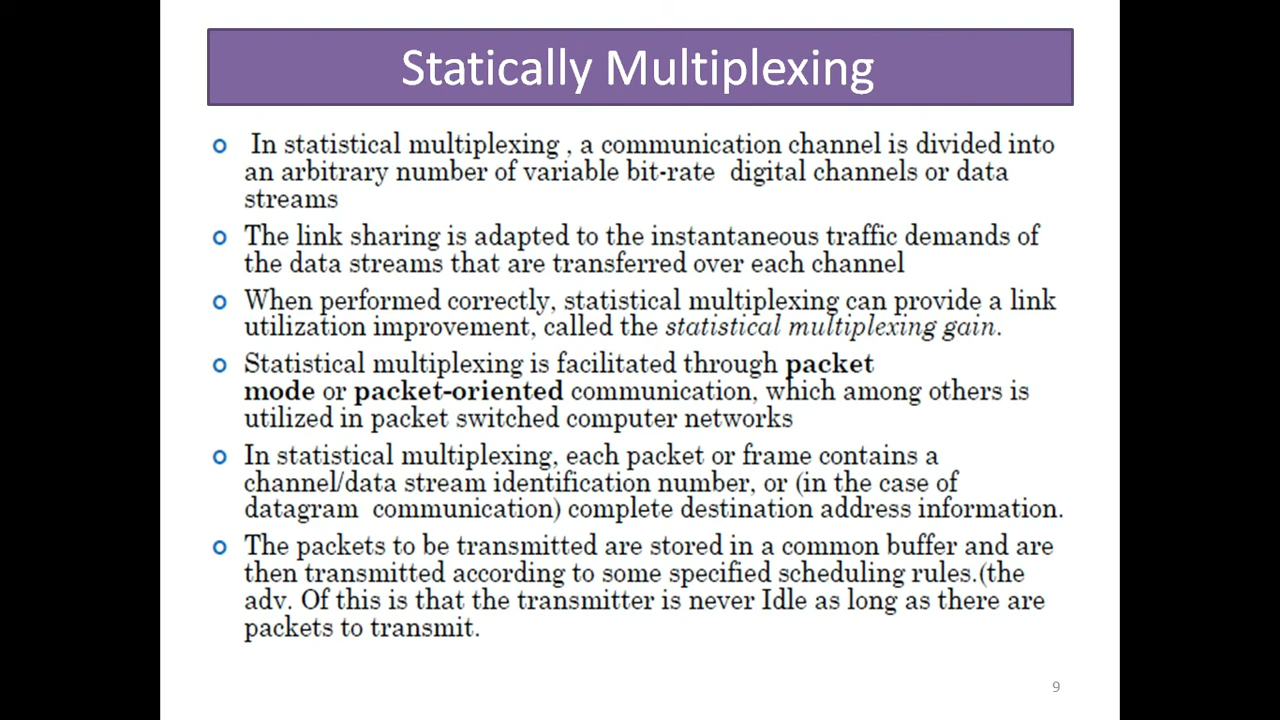 Statically Multiplexing
In statistical multiplexing , a communication channel is divided into
an arbitrary number of variable bit-rate digital channels or data
streams
The link sharing is adapted to the instantaneous traffic demands of
the data streams that are transferred over each channel
When performed correctly, statistical multiplexing can provide a link
utilization improvement, called the statistical multiplexing gain.
Statistical multiplexing is facilitated through packet
mode or packet-oriented communication, which among others is
utilized in packet switched computer networks
In statistical multiplexing, each packet or frame contains a
channel/data stream identification number, or (in the case of
datagram communication) complete destination address information.
The packets to be transmitted are stored in a common buffer and are
then transmitted according to some specified scheduling rules.(the
adv. Of this is that the transmitter is never Idle as long as there are
packets to transmit.
9